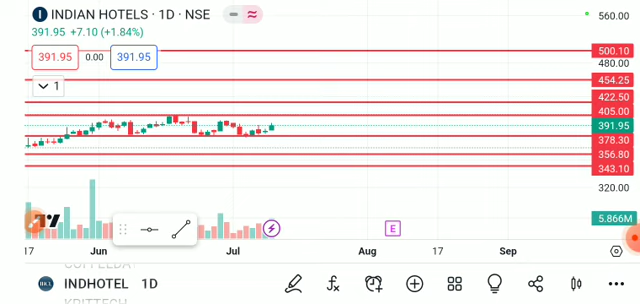 INDIAN HOTELS · 1D · NSE
391.95 +7.10 (+1.84%)
391.95 0.00 391.95
1
560.00
500.10
480.00
454.25
422.50
405.00
391.95
378.30
356.80
343.10
320.00
5.866M
E
17 Jun Jul Aug 17 Sep
INDHOTEL 1D
KRITTECH